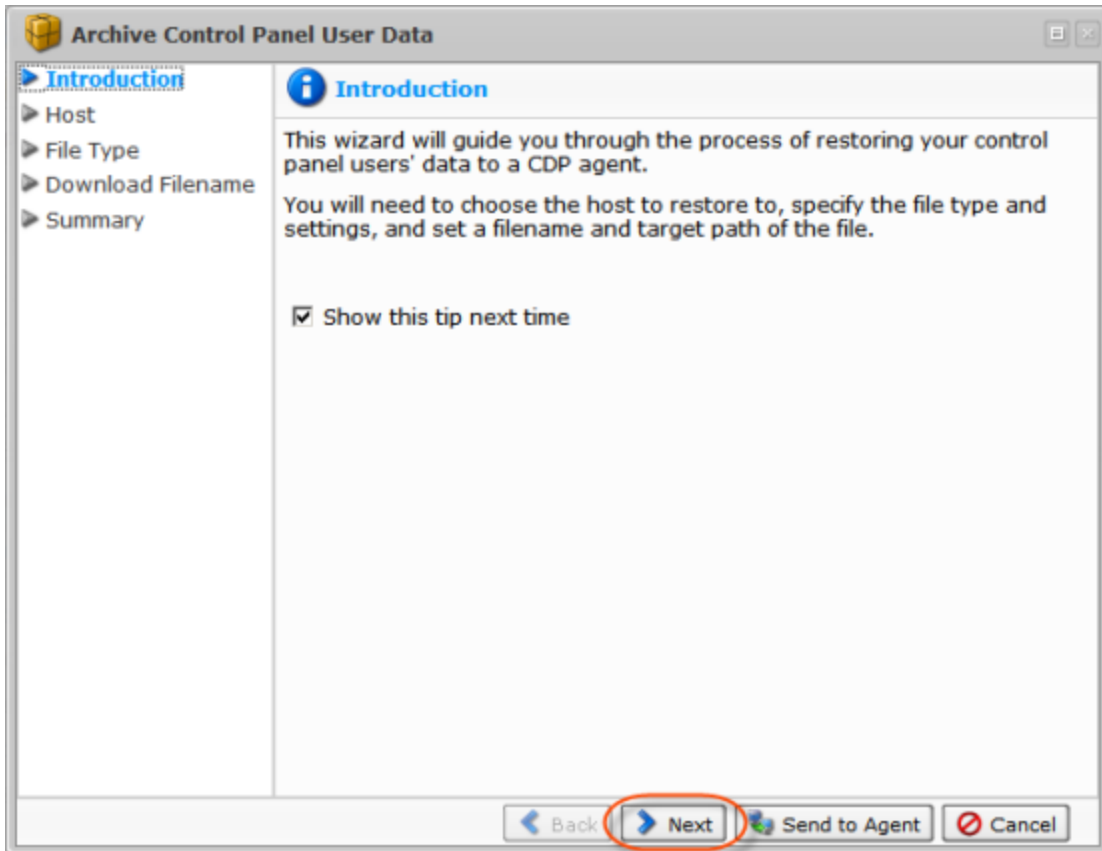 Archive Control Panel User Data
Introduction
Host
File Type
Download Filename
Summary
Introduction
This wizard will guide you through the process of restoring your control
panel users' data to a CDP agent.
You will need to choose the host to restore to, specify the file type and
settings, and set a filename and target path of the file.
Show this tip next time
Back Next Send to Agent Cancel